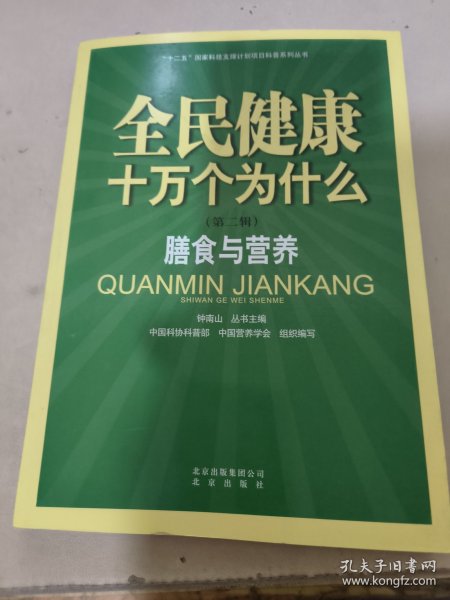 “十二五”国家科技支撑计划项目科普系列丛书
全民健康
十万个为什么
（第二辑）
膳食与营养
QUANMIN JIANKANG
SHIWAN GE WEI SHENME
钟南山 丛书主编
中国科协科普部 中国营养学会 组织编写
北京出版集团公司
北京出版社
孔夫子旧书网
www.kongfz.com